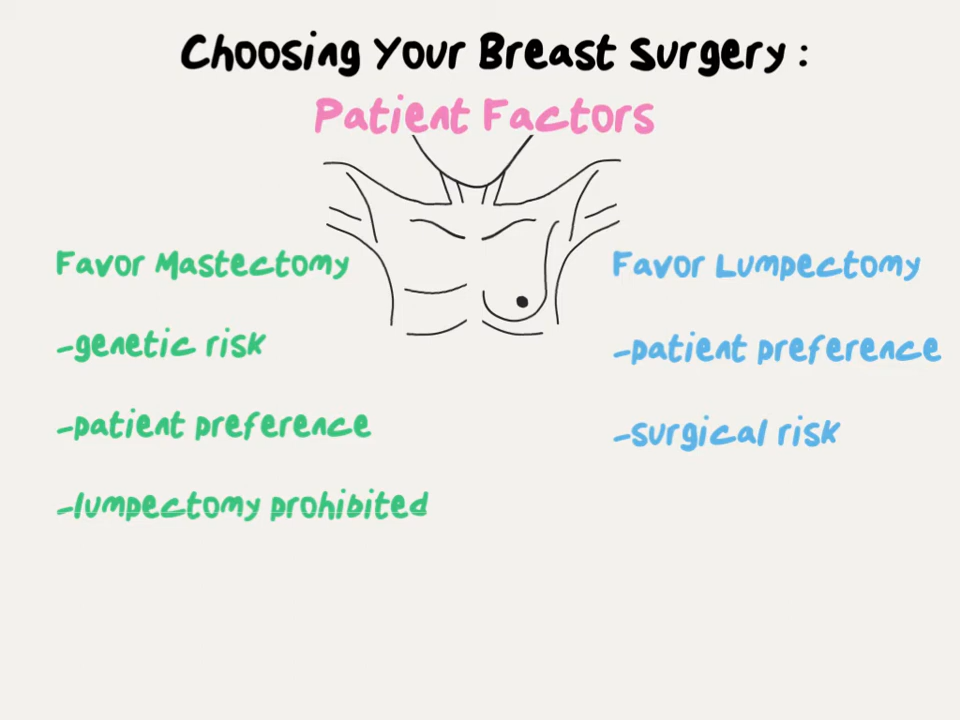 Choosing Your Breast Surgery:
Patient Factors
Favor Mastectomy
-genetic risk
-patient preference
-lumpectomy prohibited
Favor Lumpectomy
-patient preference
-surgical risk